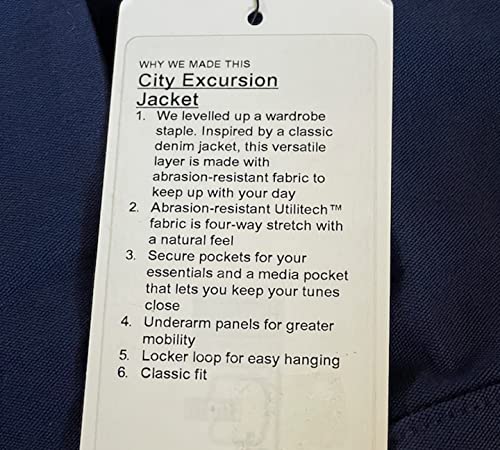 WHY WE MADE THIS
City Excursion
Jacket
1. We levelled up a wardrobe
staple. Inspired by a classic
denim jacket, this versatile
layer is made with
abrasion-resistant fabric to
keep up with your day
2. Abrasion-resistant Utilitech™
fabric is four-way stretch with
a natural feel
3. Secure pockets for your
essentials and a media pocket
that lets you keep your tunes
close
4. Underarm panels for greater
mobility
5. Locker loop for easy hanging
6. Classic fit